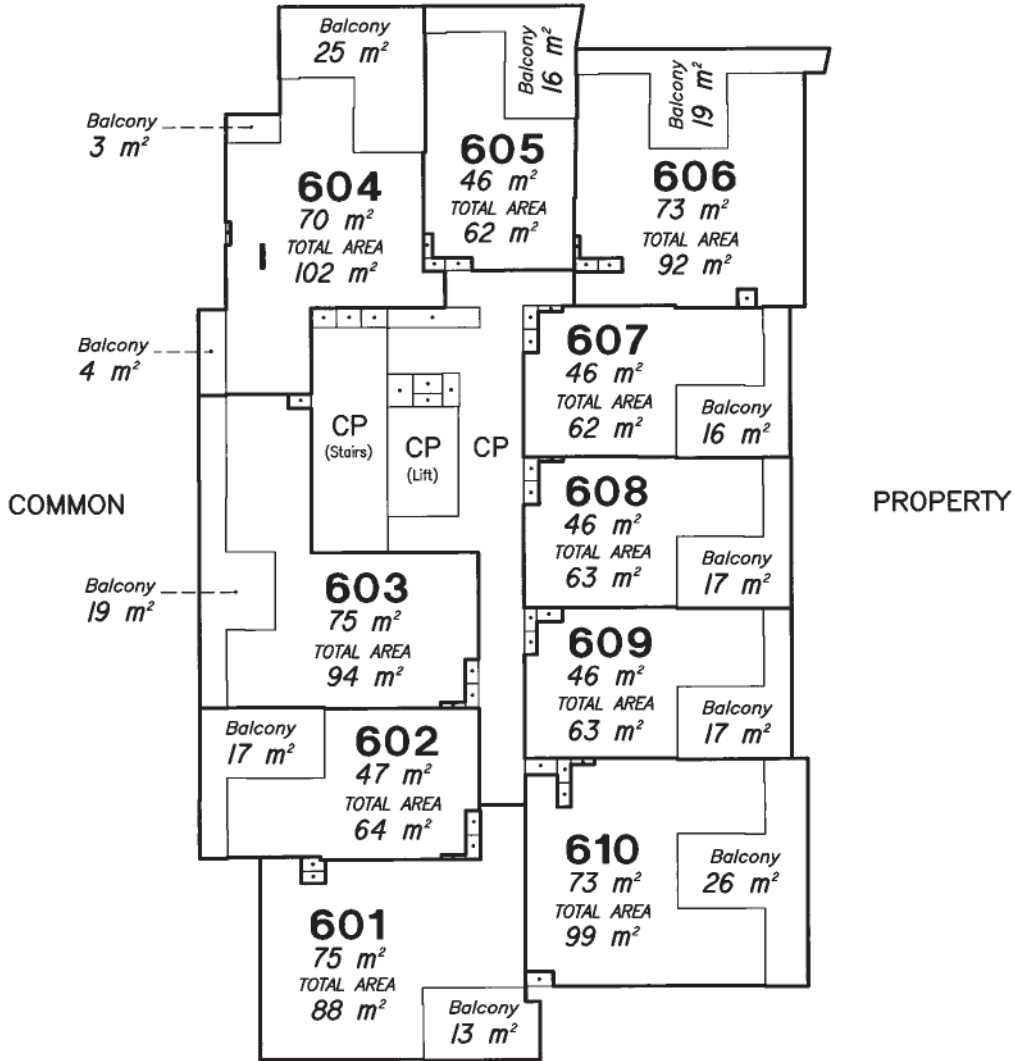 Balcony
25 m²
Balcony
16 m²
Balcony
19 m²
Balcony
3 m²
604
70 m²
TOTAL AREA
102 m²
605
46 m²
TOTAL AREA
62 m²
606
73 m²
TOTAL AREA
92 m²
Balcony
4 m²
607
46 m²
TOTAL AREA
62 m²
Balcony
16 m²
CP
(Stairs)
CP
(Lift)
CP
COMMON
PROPERTY
608
46 m²
TOTAL AREA
63 m²
Balcony
17 m²
Balcony
19 m²
603
75 m²
TOTAL AREA
94 m²
609
46 m²
TOTAL AREA
63 m²
Balcony
17 m²
Balcony
17 m²
602
47 m²
TOTAL AREA
64 m²
610
73 m²
TOTAL AREA
99 m²
Balcony
26 m²
601
75 m²
TOTAL AREA
88 m²
Balcony
13 m²